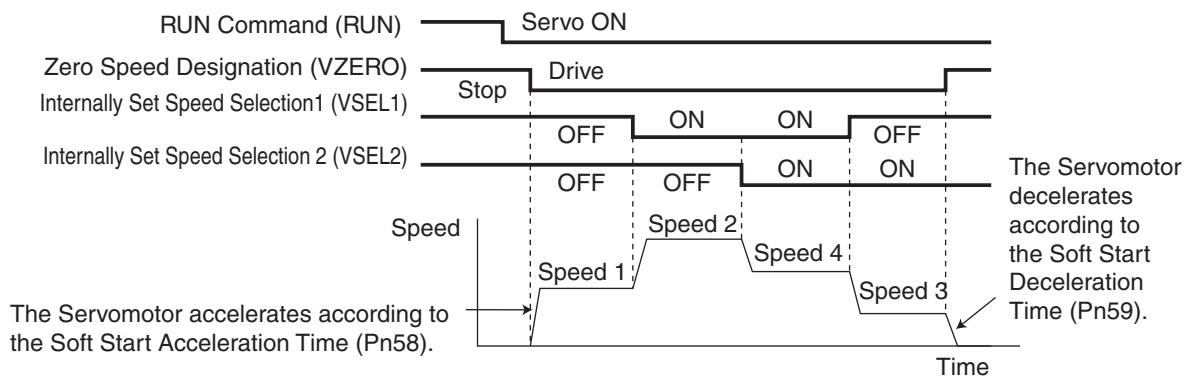 RUN Command (RUN) Servo ON
Zero Speed Designation (VZERO) Drive
Stop
Internally Set Speed Selection1 (VSEL1)
OFF ON ON OFF
Internally Set Speed Selection 2 (VSEL2)
OFF OFF ON ON
The Servomotor
decelerates
according to
the Soft Start
Deceleration
Time (Pn59).
Speed
Speed 1
Speed 2
Speed 4
Speed 3
The Servomotor accelerates according to
the Soft Start Acceleration Time (Pn58).
Time